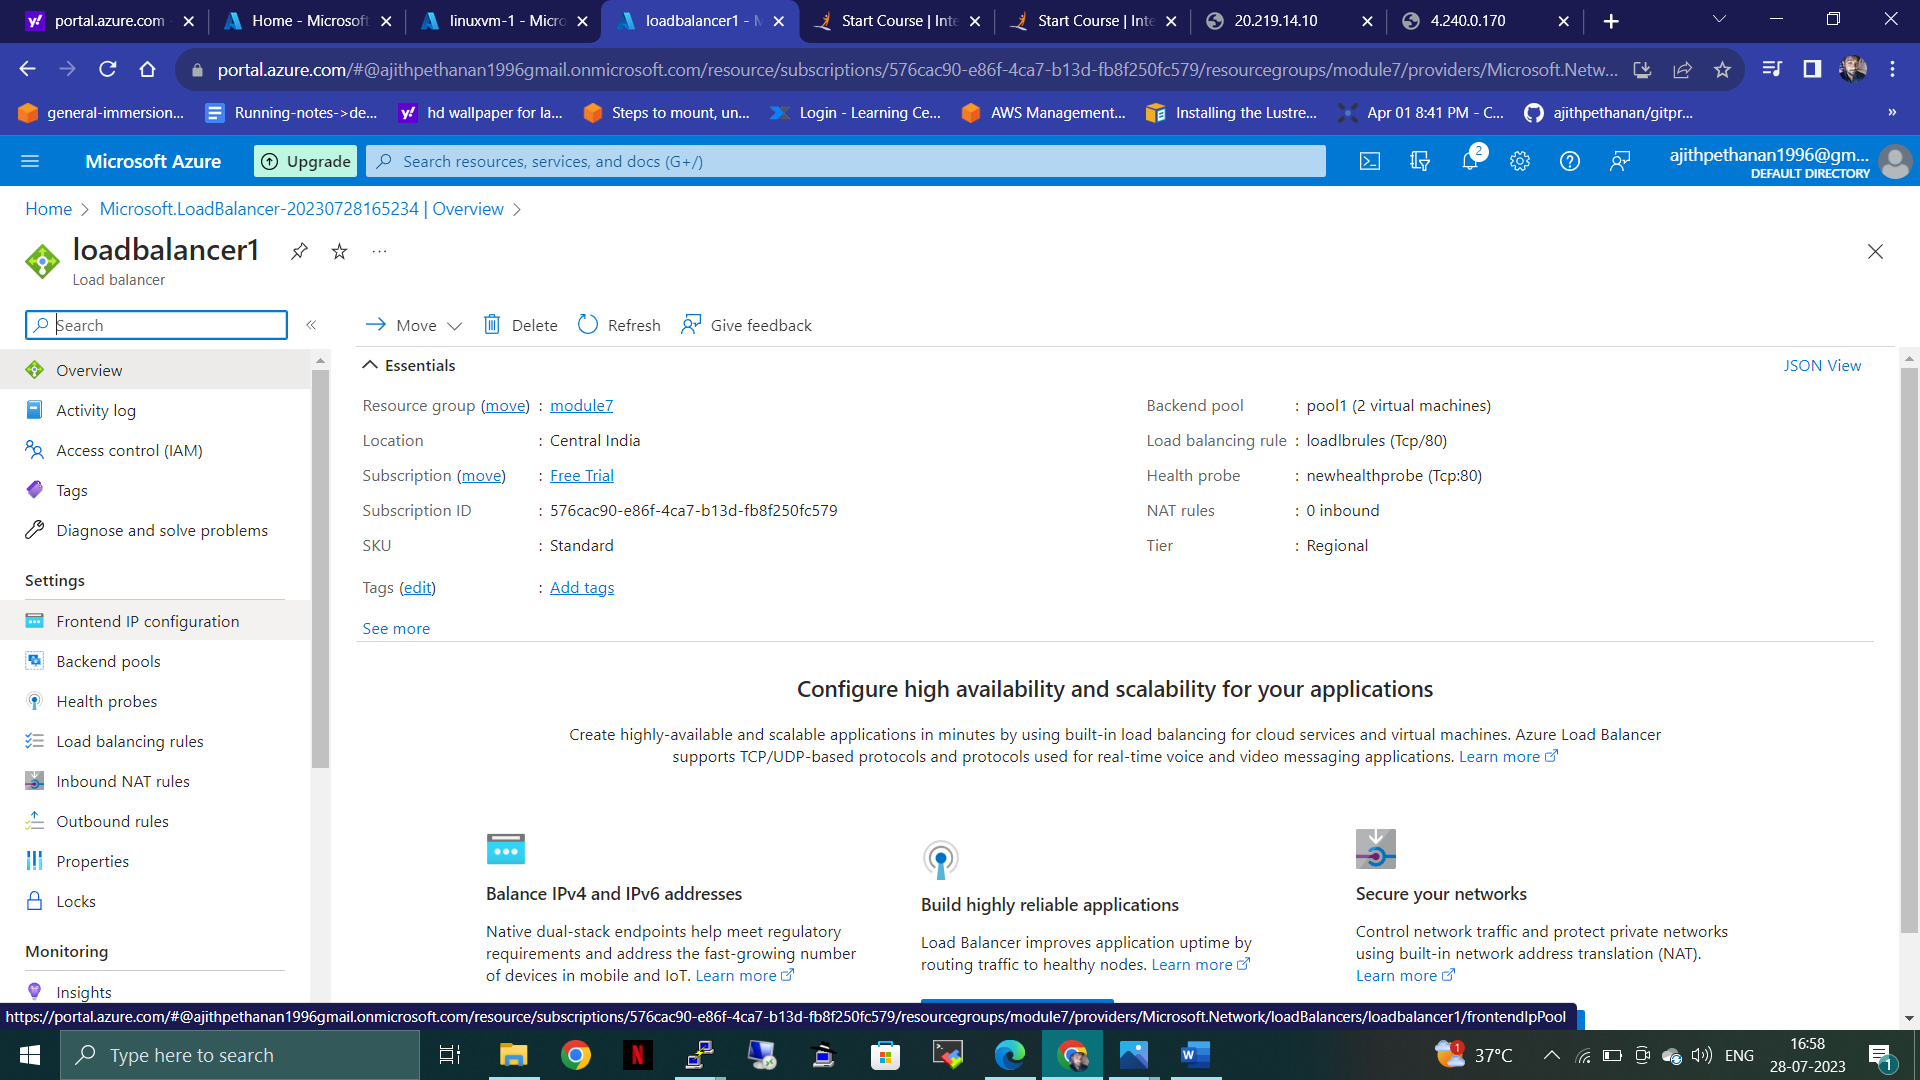 portal.azure.com -
Home - Microsoft
linuxvm-1 - Micro
loadbalancer1 - M
Start Course | Inte
Start Course | Inte
20.219.14.10
4.240.0.170
portal.azure.com/#@ajithpethanan1996gmail.onmicrosoft.com/resource/subscriptions/576cac90-e86f-4ca7-b13d-fb8f250fc579/resourcegroups/module7/providers/Microsoft.Netw...
general-immersion...
Running-notes->de...
hd wallpaper for la...
Steps to mount, un...
Login - Learning Ce...
AWS Management...
Installing the Lustre...
Apr 01 8:41 PM - C...
ajithpethanan/gitpr...
»
Microsoft Azure
Upgrade
Search resources, services, and docs (G+/)
2
ajithpethanan1996@gm...
DEFAULT DIRECTORY
Home > Microsoft.LoadBalancer-20230728165234 | Overview >
loadbalancer1
...
Load balancer
Search
«
Move
Delete
Refresh
Give feedback
Overview
Activity log
Access control (IAM)
Tags
Diagnose and solve problems
Settings
Frontend IP configuration
Backend pools
Health probes
Load balancing rules
Inbound NAT rules
Outbound rules
Properties
Locks
Monitoring
Insights
Essentials
JSON View
Resource group (move) : module7
Location : Central India
Subscription (move) : Free Trial
Subscription ID : 576cac90-e86f-4ca7-b13d-fb8f250fc579
SKU : Standard
Tags (edit) : Add tags
See more
Backend pool : pool1 (2 virtual machines)
Load balancing rule : loadlbrules (Tcp/80)
Health probe : newhealthprobe (Tcp:80)
NAT rules : 0 inbound
Tier : Regional
Configure high availability and scalability for your applications
Create highly-available and scalable applications in minutes by using built-in load balancing for cloud services and virtual machines. Azure Load Balancer
supports TCP/UDP-based protocols and protocols used for real-time voice and video messaging applications. Learn more
Balance IPv4 and IPv6 addresses
Native dual-stack endpoints help meet regulatory
requirements and address the fast-growing number
of devices in mobile and IoT. Learn more
Build highly reliable applications
Load Balancer improves application uptime by
routing traffic to healthy nodes. Learn more
Secure your networks
Control network traffic and protect private networks
using built-in network address translation (NAT).
Learn more
https://portal.azure.com/#@ajithpethanan1996gmail.onmicrosoft.com/resource/subscriptions/576cac90-e86f-4ca7-b13d-fb8f250fc579/resourcegroups/module7/providers/Microsoft.Network/loadBalancers/loadbalancer1/frontendIpPool
Type here to search
N
1
37°C
ENG
16:58
28-07-2023
1